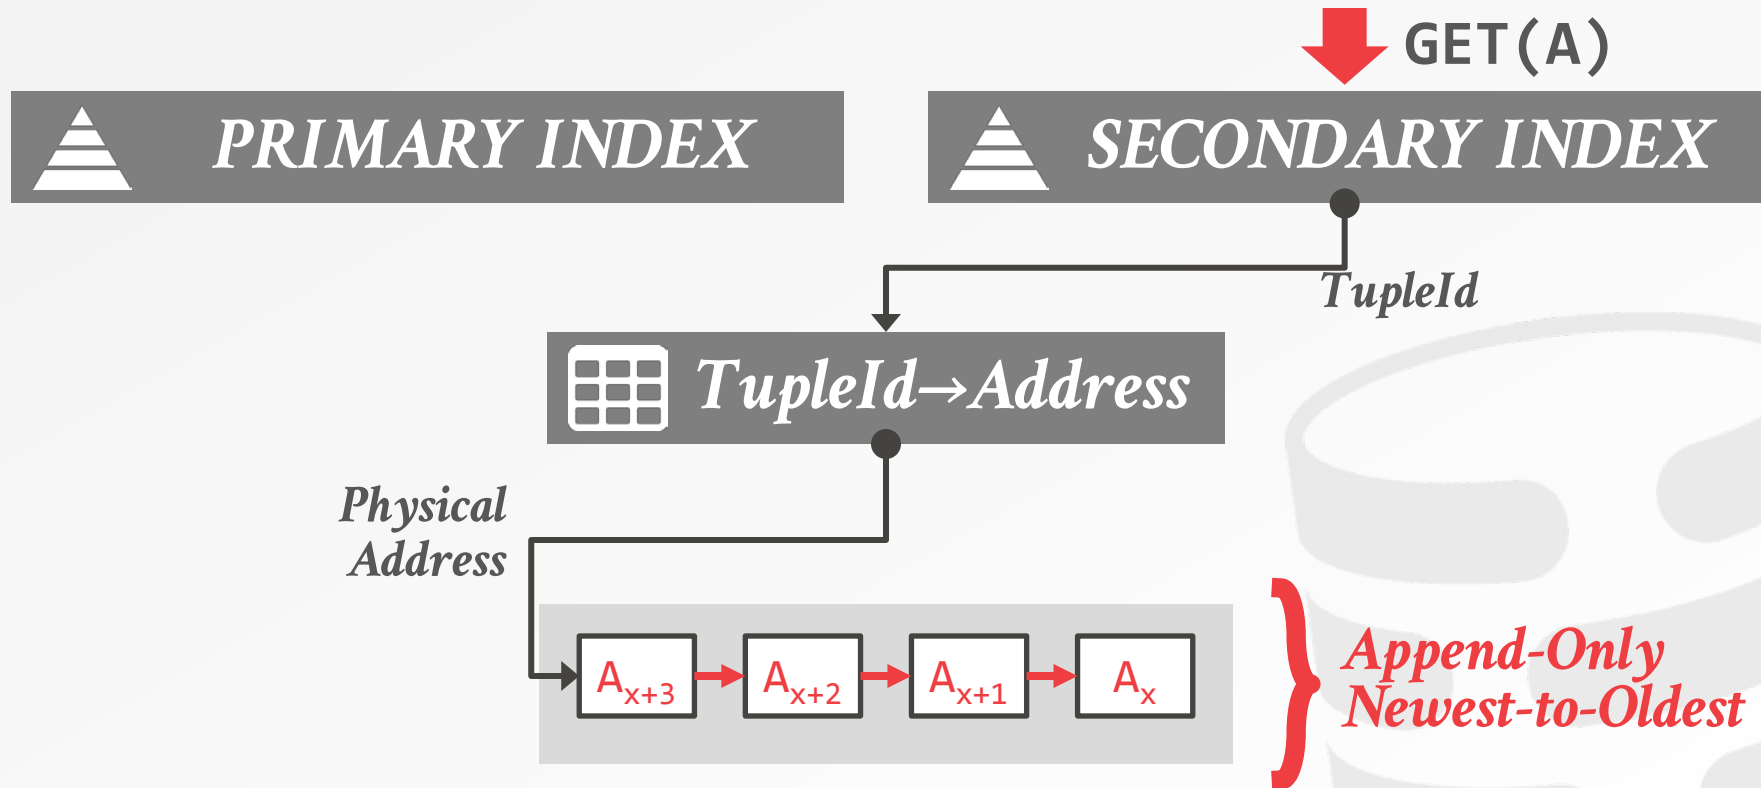 GET(A)
PRIMARY INDEX
SECONDARY INDEX
TupleId
TupleId→Address
Physical
Address
Aₓ₊₃
Aₓ₊₂
Aₓ₊₁
Aₓ
Append-Only
Newest-to-Oldest